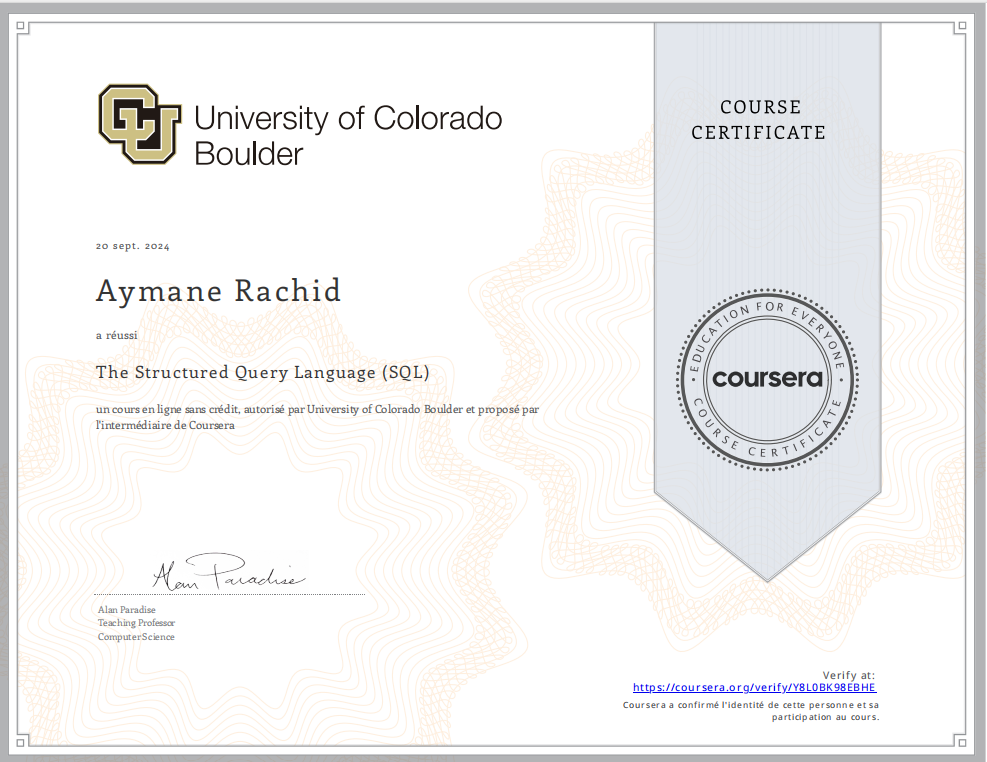 University of Colorado
Boulder
COURSE
CERTIFICATE
20 sept. 2024
Aymane Rachid
a réussi
The Structured Query Language (SQL)
un cours en ligne sans crédit, autorisé par University of Colorado Boulder et proposé par
l'intermédiaire de Coursera
EDUCATION FOR EVERYONE
coursera
COURSE CERTIFICATE
Alan Paradise
Alan Paradise
Teaching Professor
Computer Science
Verify at:
https://coursera.org/verify/Y8L0BK98EBHE
Coursera a confirmé l'identité de cette personne et sa
participation au cours.